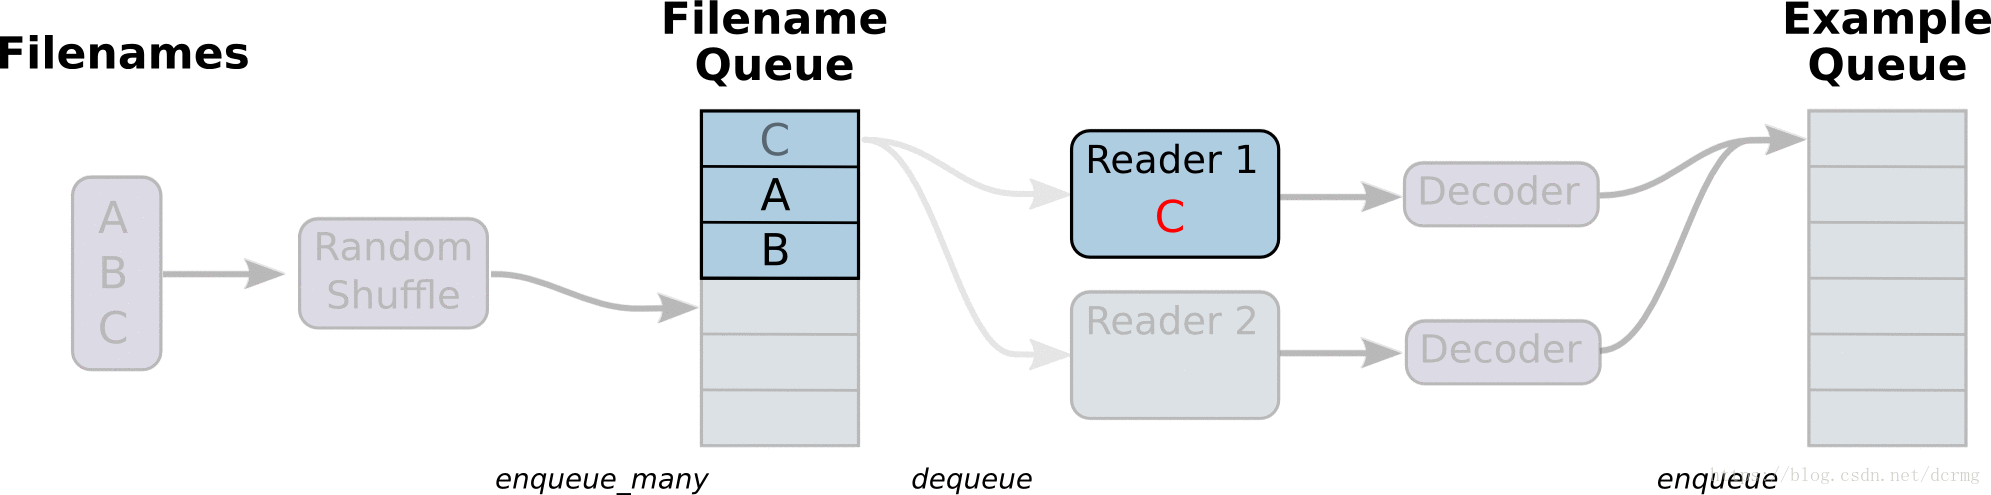 Filenames
Filename
Queue
Example
Queue
A
B
C
Random
Shuffle
C
A
B
Reader 1
C
Reader 2
Decoder
Decoder
enqueue_many
dequeue
enqueue
https://blog.csdn.net/dcrmg